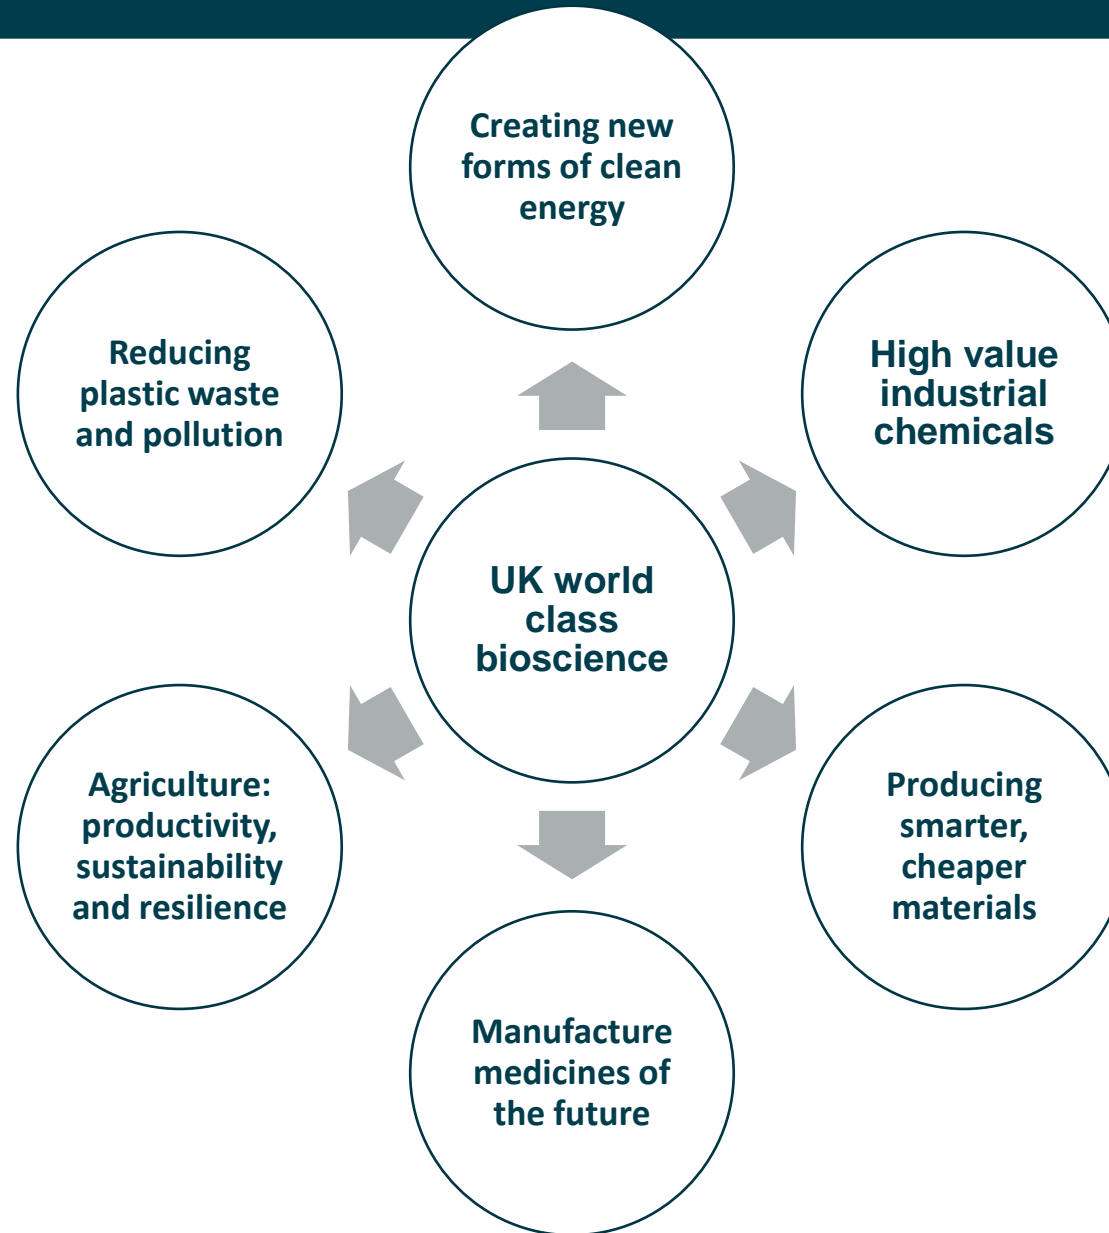 Creating new
forms of clean
energy
Reducing
plastic waste
and pollution
High value
industrial
chemicals
UK world
class
bioscience
Agriculture:
productivity,
sustainability
and resilience
Producing
smarter,
cheaper
materials
Manufacture
medicines of
the future